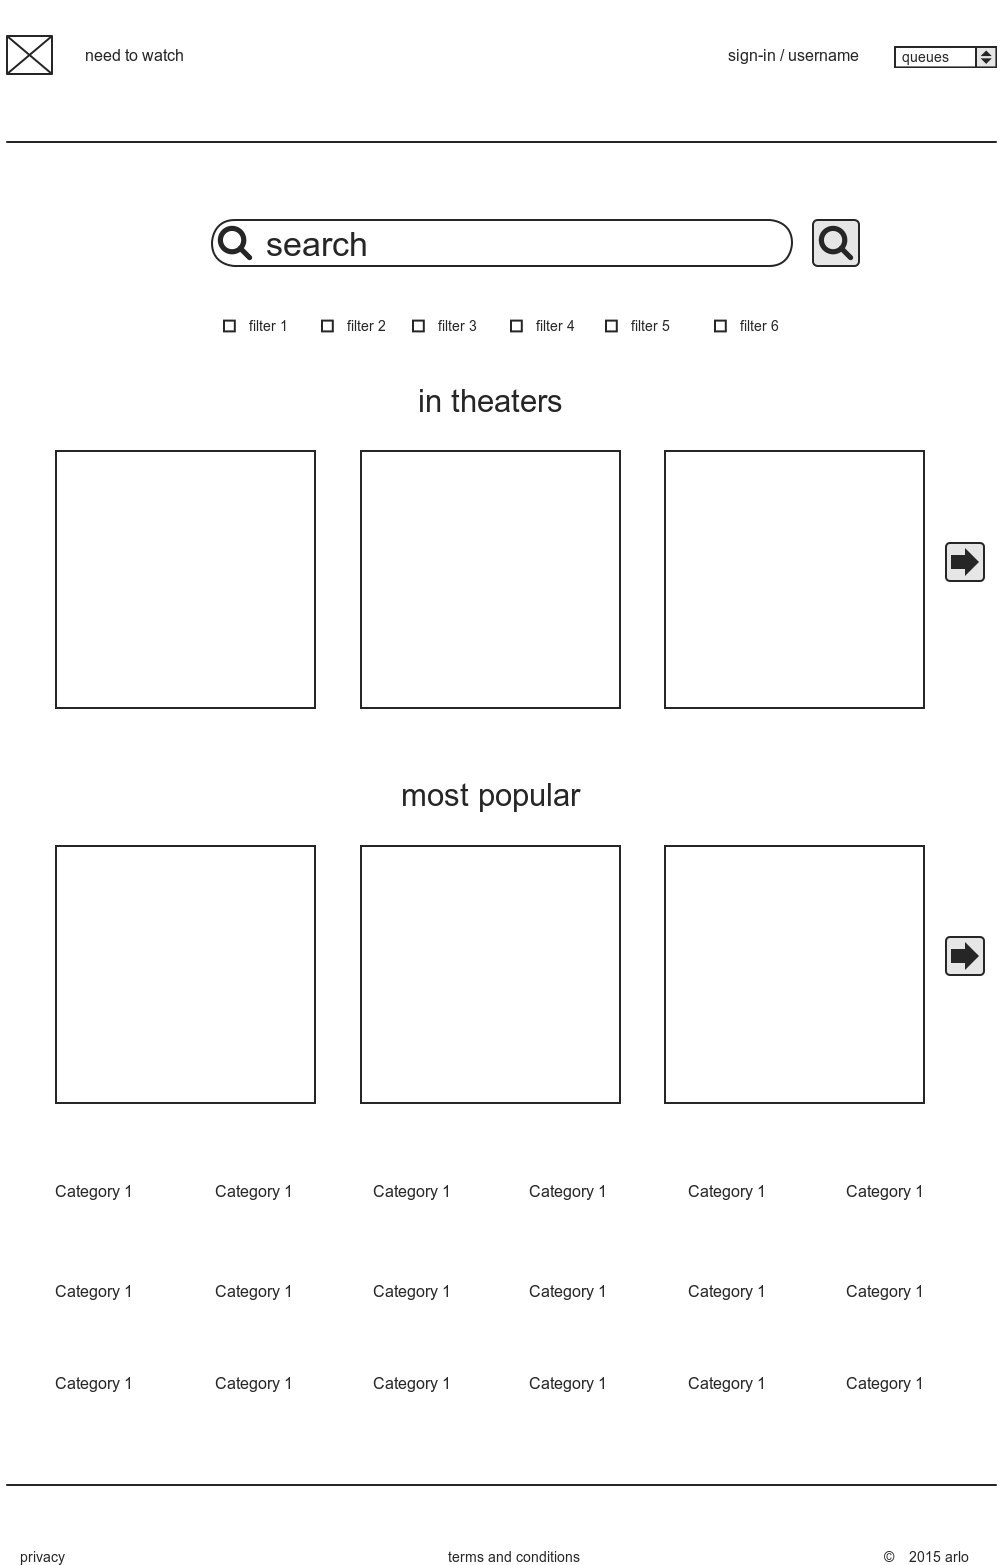 need to watch sign-in / username queues
search
filter 1 filter 2 filter 3 filter 4 filter 5 filter 6
in theaters
most popular
Category 1 Category 1 Category 1 Category 1 Category 1 Category 1
Category 1 Category 1 Category 1 Category 1 Category 1 Category 1
Category 1 Category 1 Category 1 Category 1 Category 1 Category 1
privacy terms and conditions © 2015 arlo